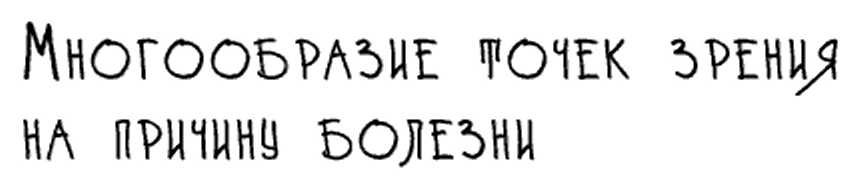 Многообразие точек зрения
на причину болезни